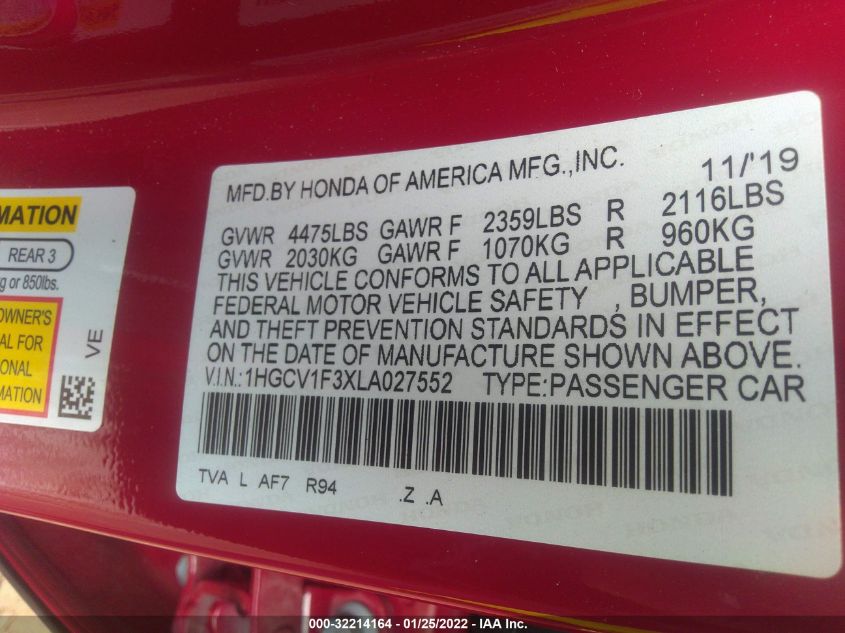 MFD.BY HONDA OF AMERICA MFG.,INC. 11/'19
GVWR 4475LBS GAWR F 2359LBS R 2116LBS
GVWR 2030KG GAWR F 1070KG R 960KG
THIS VEHICLE CONFORMS TO ALL APPLICABLE
FEDERAL MOTOR VEHICLE SAFETY , BUMPER,
AND THEFT PREVENTION STANDARDS IN EFFECT
ON THE DATE OF MANUFACTURE SHOWN ABOVE.
V.I.N.:1HGCV1F3XLA027552 TYPE:PASSENGER CAR
TVA L AF7 R94 .Z .A
MATION
REAR 3
g or 850lbs.
OWNER'S
AL FOR
ONAL
MATION
VE
000-32214164 - 01/25/2022 - IAA Inc.